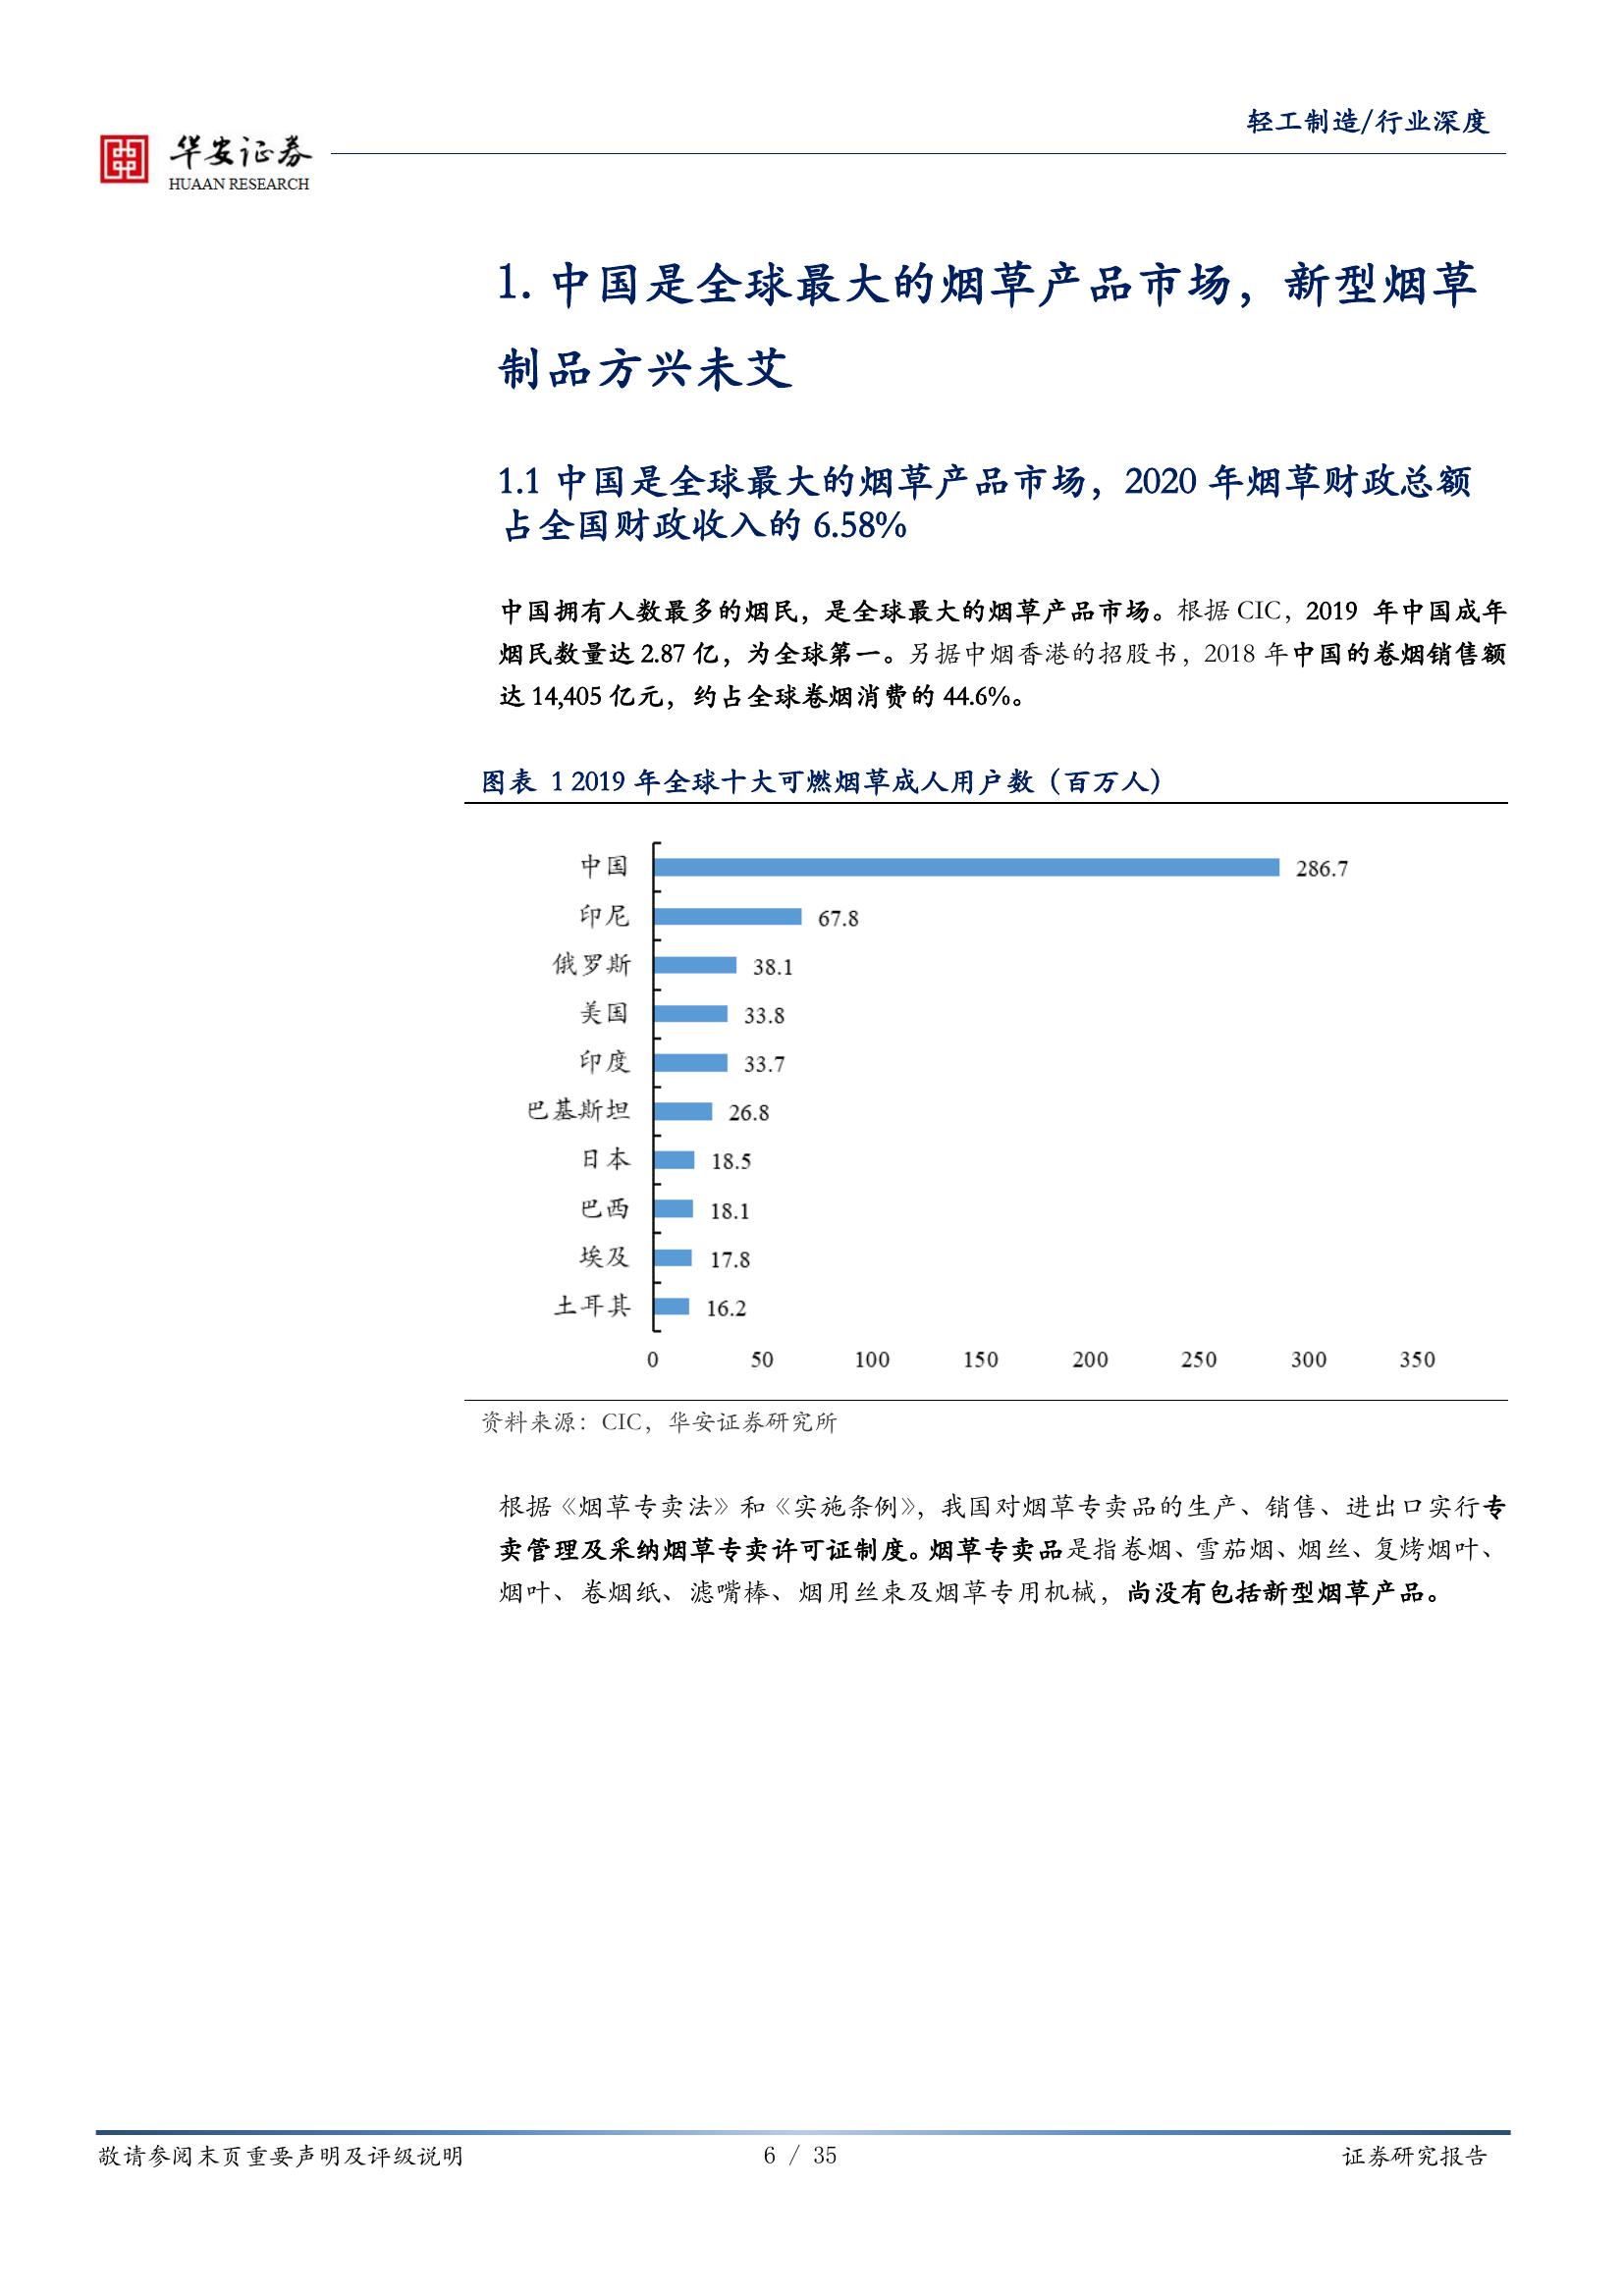 轻工制造/行业深度
华安证券
HUAAN RESEARCH
1. 中国是全球最大的烟草产品市场，新型烟草
制品方兴未艾
1.1 中国是全球最大的烟草产品市场，2020 年烟草财政总额
占全国财政收入的 6.58%
中国拥有人数最多的烟民，是全球最大的烟草产品市场。根据 CIC，2019 年中国成年
烟民数量达 2.87 亿，为全球第一。另据中烟香港的招股书，2018 年中国的卷烟销售额
达 14,405 亿元，约占全球卷烟消费的 44.6%。
图表 1 2019 年全球十大可燃烟草成人用户数（百万人）
中国 286.7
印尼 67.8
俄罗斯 38.1
美国 33.8
印度 33.7
巴基斯坦 26.8
日本 18.5
巴西 18.1
埃及 17.8
土耳其 16.2
0 50 100 150 200 250 300 350
资料来源：CIC，华安证券研究所
根据《烟草专卖法》和《实施条例》，我国对烟草专卖品的生产、销售、进出口实行专
卖管理及采纳烟草专卖许可证制度。烟草专卖品是指卷烟、雪茄烟、烟丝、复烤烟叶、
烟叶、卷烟纸、滤嘴棒、烟用丝束及烟草专用机械，尚没有包括新型烟草产品。
敬请参阅末页重要声明及评级说明 6 / 35 证券研究报告